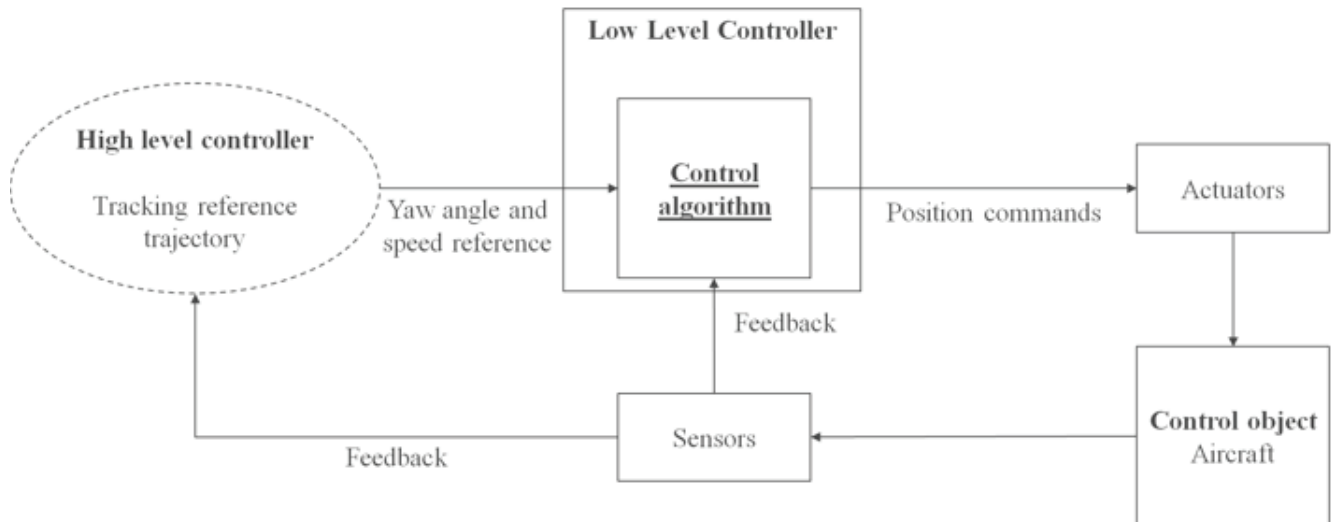 Low Level Controller
High level controller
Tracking reference
trajectory
Yaw angle and
speed reference
Control
algorithm
Position commands
Actuators
Feedback
Sensors
Feedback
Control object
Aircraft